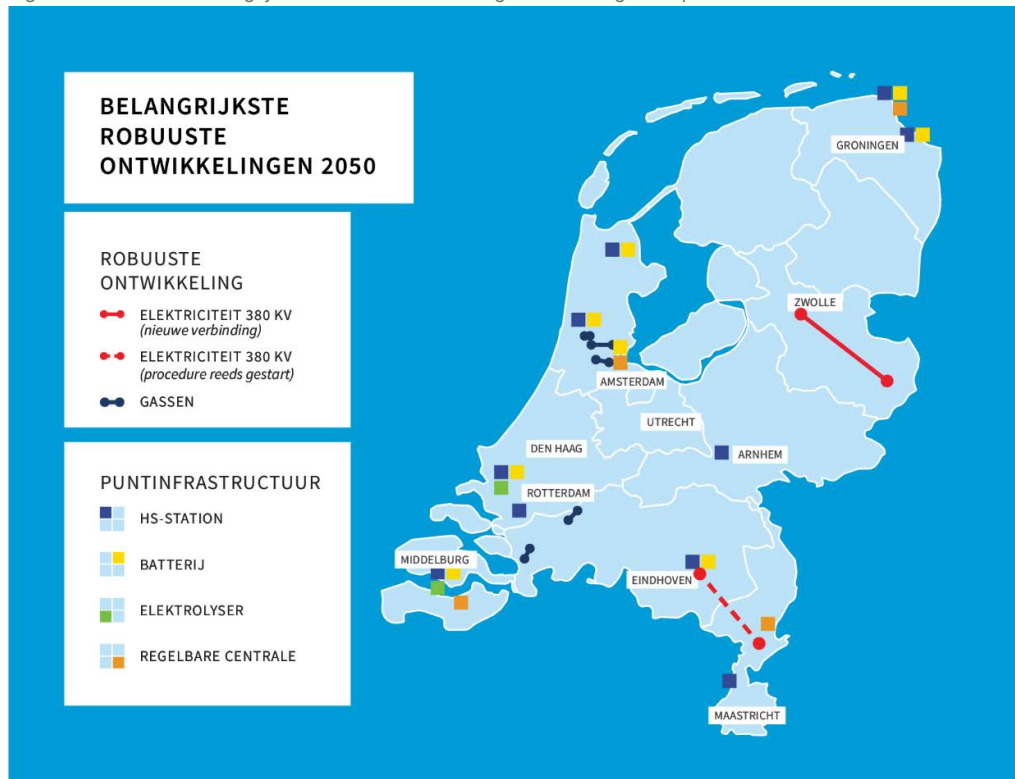 BELANGRIJKSTE
ROBUUSTE
ONTWIKKELINGEN 2050
ROBUUSTE
ONTWIKKELING
ELEKTRICITEIT 380 KV
(nieuwe verbinding)
ELEKTRICITEIT 380 KV
(procedure reeds gestart)
GASSEN
PUNTINFRASTRUCTUUR
HS-STATION
BATTERIJ
ELEKTROLYSER
REGELBARE CENTRALE
GRONINGEN
ZWOLLE
AMSTERDAM
UTRECHT
DEN HAAG
ARNHEM
ROTTERDAM
MIDDELBURG
EINDHOVEN
MAASTRICHT